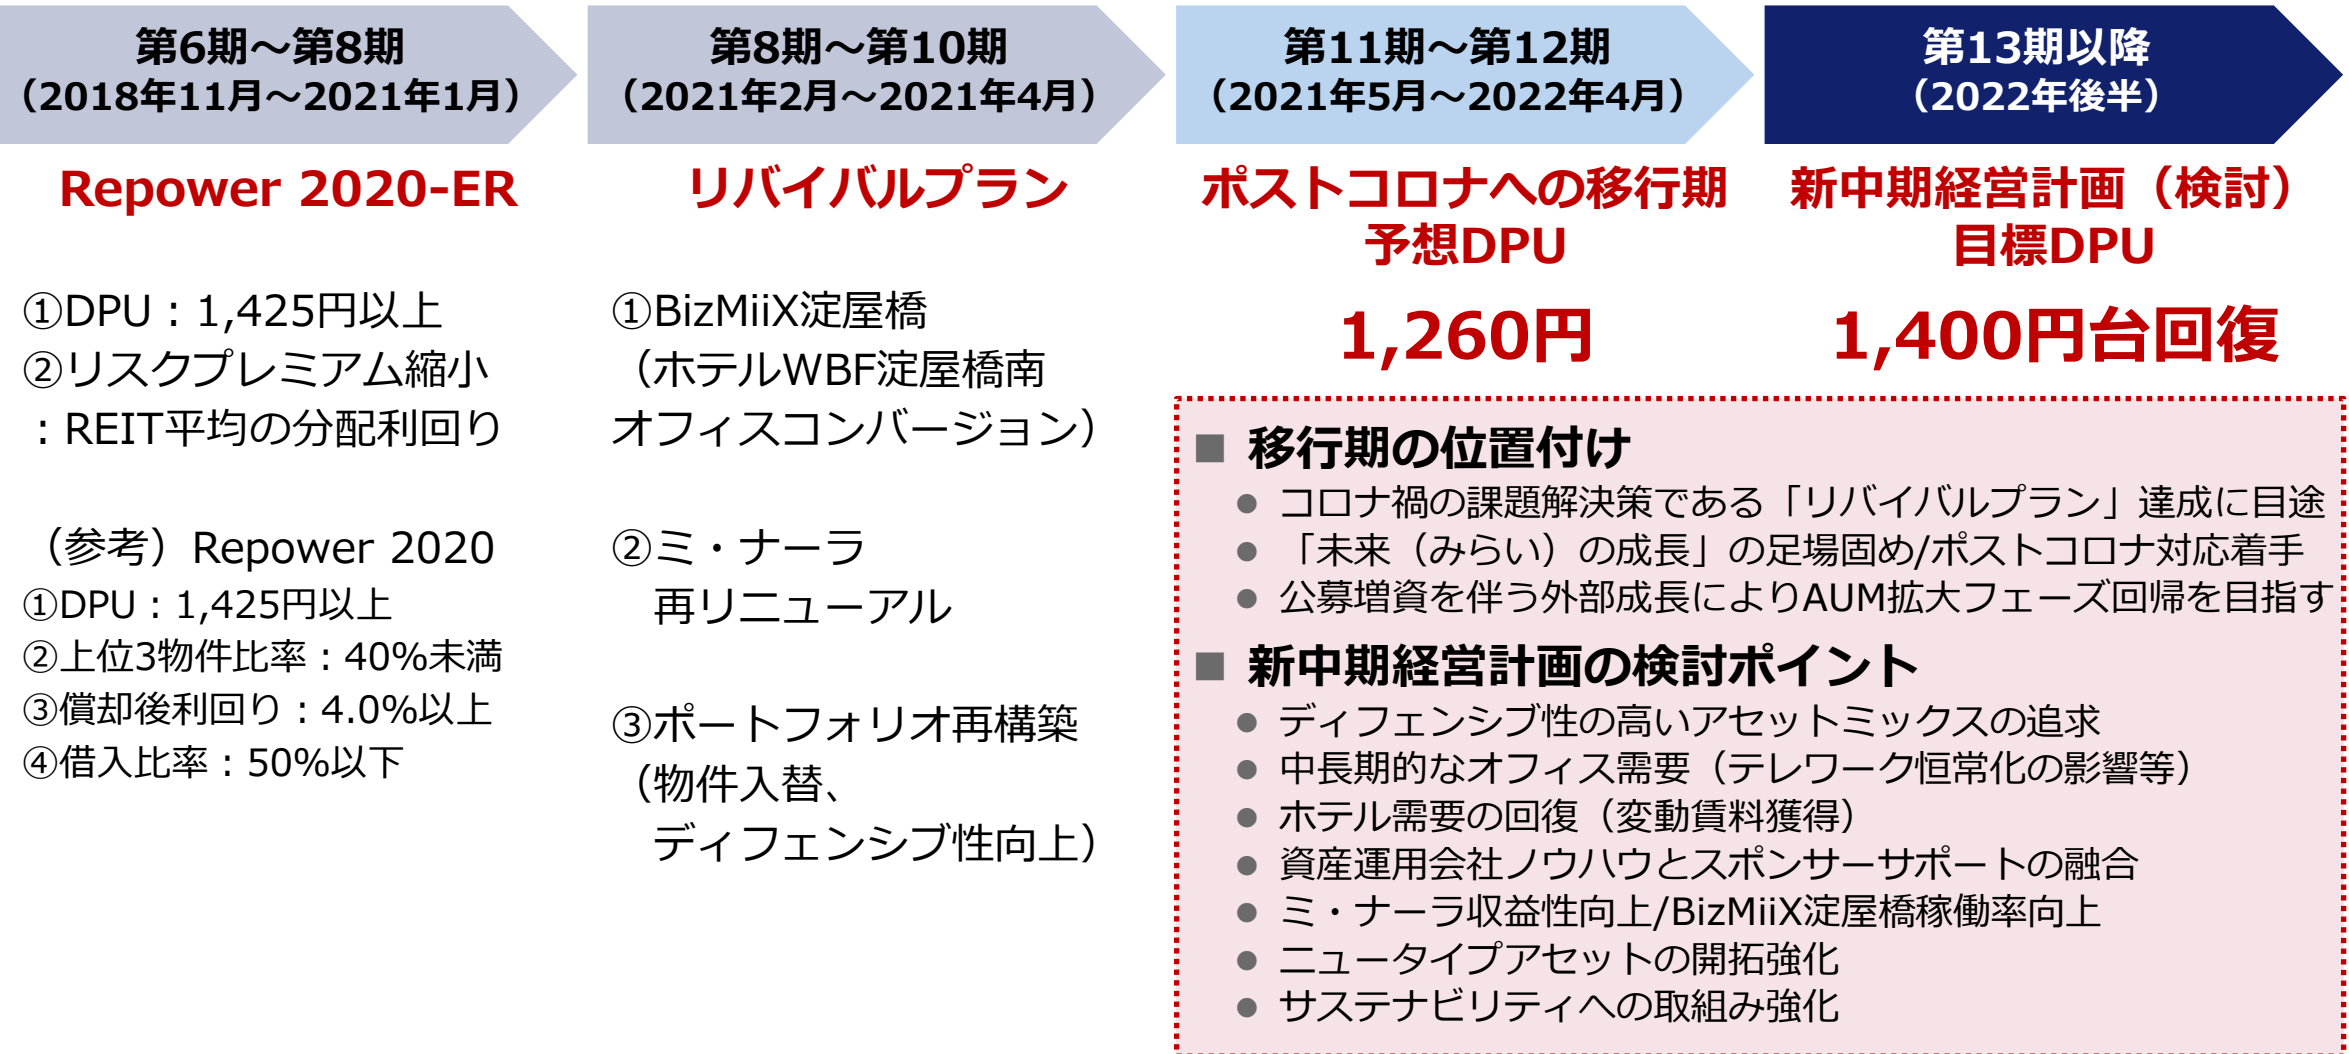 第6期～第8期
（2018年11月～2021年1月）
Repower 2020-ER
①DPU：1,425円以上
②リスクプレミアム縮小
：REIT平均の分配利回り
（参考）Repower 2020
①DPU：1,425円以上
②上位3物件比率：40%未満
③償却後利回り：4.0%以上
④借入比率：50%以下
第8期～第10期
（2021年2月～2021年4月）
リバイバルプラン
①BizMiiX淀屋橋
（ホテルWBF淀屋橋南
オフィスコンバージョン）
②ミ・ナーラ
再リニューアル
③ポートフォリオ再構築
（物件入替、
ディフェンシブ性向上）
第11期～第12期
（2021年5月～2022年4月）
ポストコロナへの移行期
予想DPU
1,260円
第13期以降
（2022年後半）
新中期経営計画（検討）
目標DPU
1,400円台回復
■ 移行期の位置付け
● コロナ禍の課題解決策である「リバイバルプラン」達成に目途
● 「未来（みらい）の成長」の足場固め/ポストコロナ対応着手
● 公募増資を伴う外部成長によりAUM拡大フェーズ回帰を目指す
■ 新中期経営計画の検討ポイント
● ディフェンシブ性の高いアセットミックスの追求
● 中長期的なオフィス需要（テレワーク恒常化の影響等）
● ホテル需要の回復（変動賃料獲得）
● 資産運用会社ノウハウとスポンサーサポートの融合
● ミ・ナーラ収益性向上/BizMiiX淀屋橋稼働率向上
● ニュータイプアセットの開拓強化
● サステナビリティへの取組み強化